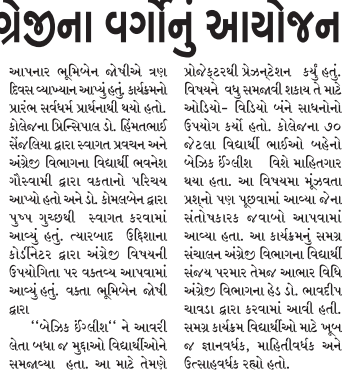 ગ્રેજીના વર્ગોનું આયોજન
આપનાર ભૂમિબેન જોષીએ ત્રણ
દિવસ વ્યાખ્યાન આપ્યું હતું. કાર્યક્રમનો
પ્રારંભ સર્વધર્મ પ્રાર્થનાથી થયો હતો.
કોલેજના પ્રિન્સિપાલ ડો. હિંમતભાઈ
સેંજલિયા દ્વારા સ્વાગત પ્રવચન અને
અંગ્રેજી વિભાગના વિદ્યાર્થી ભવનેશ
ગૌસ્વામી દ્વારા વકતાનો પરિચય
આપ્યો હતો અને ડો. કોમલબેન દ્વારા
પુષ્પ ગુચ્છથી સ્વાગત કરવામાં
આવ્યું હતું. ત્યારબાદ ઉદ્દિશાના
કોર્ડીનેટર દ્વારા અંગ્રેજી વિષયની
ઉપયોગિતા પર વક્તવ્ય આપવામાં
આવ્યું હતું. વક્તા ભૂમિબેન જોષી
દ્વારા
‘‘બેઝિક ઈંગ્લીશ’’ ને આવરી
લેતા બધા જ મુદ્દાઓ વિદ્યાર્થીઓને
સમજાવ્યા હતા. આ માટે તેમણે
પ્રોજેક્ટરથી પ્રેઝન્ટેશન કર્યું હતું.
વિષયને વધુ સમજાવી શકાય તે માટે
ઓડિયો- વિડિયો બંને સાધનોનો
ઉપયોગ કર્યો હતો. કોલેજના ૭૦
જેટલા વિદ્યાર્થી ભાઈઓ બહેનો
બેઝિક ઈંગ્લીશ વિશે માહિતગાર
થયા હતા. આ વિષયમા મૂંઝવતા
પ્રશ્નો પણ પૂછવામાં આવ્યા જેના
સંતોષકારક જવાબો આપવામાં
આવ્યા હતા. આ કાર્યક્રમનું સમગ્ર
સંચાલન અંગ્રેજી વિભાગના વિદ્યાર્થી
સંજય પરમાર તેમજ આભાર વિધિ
અંગ્રેજી વિભાગના હેડ ડો. ભાવદીપ
ચાવડા દ્વારા કરવામાં આવી હતી.
સમગ્ર કાર્યક્રમ વિદ્યાર્થીઓ માટે ખૂબ
જ જ્ઞાનવર્ધક, માહિતીવર્ધક અને
ઉત્સાહવર્ધક રહ્યો હતો.